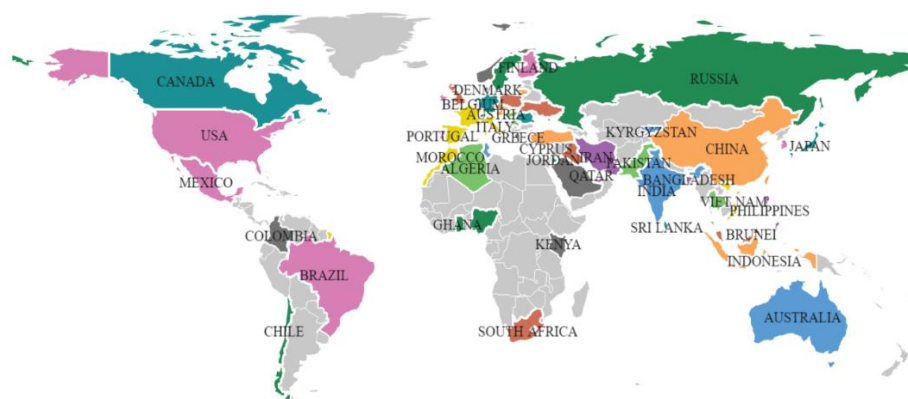 CANADA
USA
MEXICO
COLOMBIA
BRAZIL
CHILE
FINLAND
DENMARK
BELGIUM
AUSTRIA
ITALY
PORTUGAL
GREECE
CYPRUS
MOROCCO
ALGERIA
JORDAN
IRAN
QATAR
GHANA
KENYA
SOUTH AFRICA
RUSSIA
KYRGYZSTAN
CHINA
JAPAN
PAKISTAN
BANGLADESH
INDIA
VIET NAM
PHILIPPINES
SRI LANKA
BRUNEI
INDONESIA
AUSTRALIA